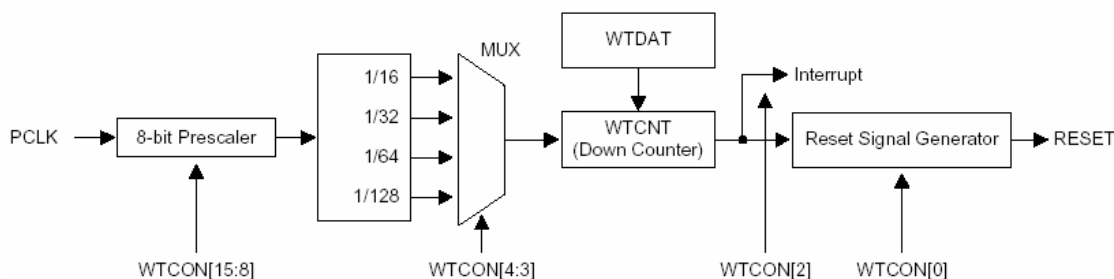 WTDAT
MUX
Interrupt
1/16
1/32
PCLK
8-bit Prescaler
WTCNT
(Down Counter)
Reset Signal Generator
RESET
1/64
1/128
WTCON[15:8]
WTCON[4:3]
WTCON[2]
WTCON[0]